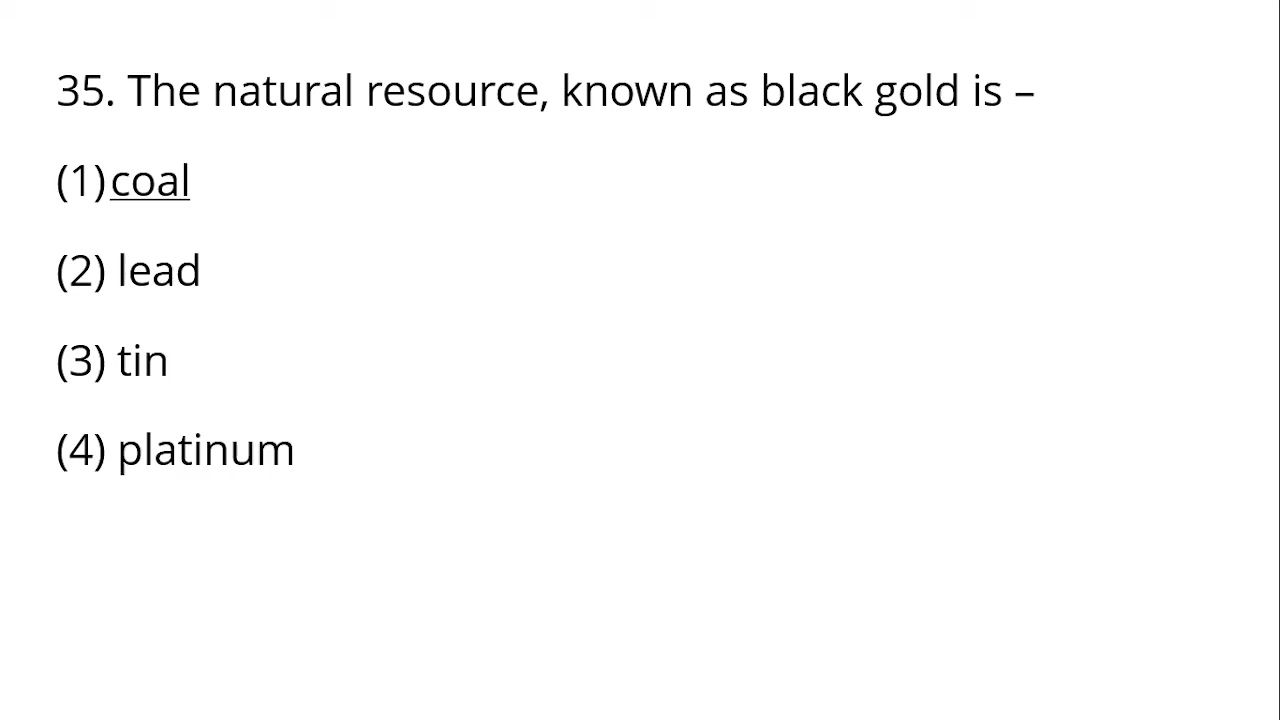 35. The natural resource, known as black gold is –
(1) coal
(2) lead
(3) tin
(4) platinum